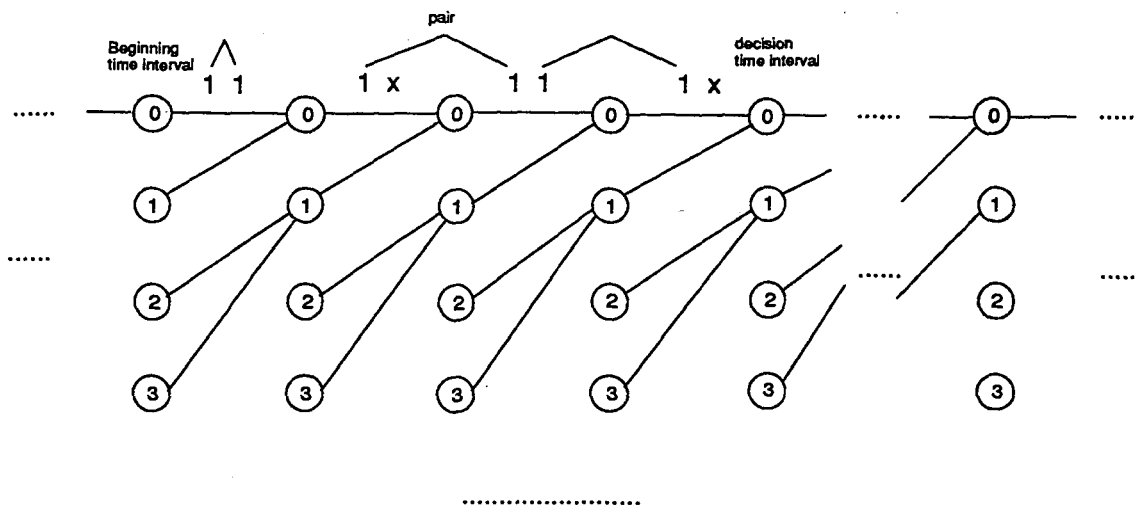 pair
Beginning
time interval
decision
time interval
1 1
1 x
1 1
1 x
...... 0 0 0 0 0 ...... 0 ......
1 1 1 1 1 1
...... ...... ......
2 2 2 2 2 2
3 3 3 3 3 3
.......................